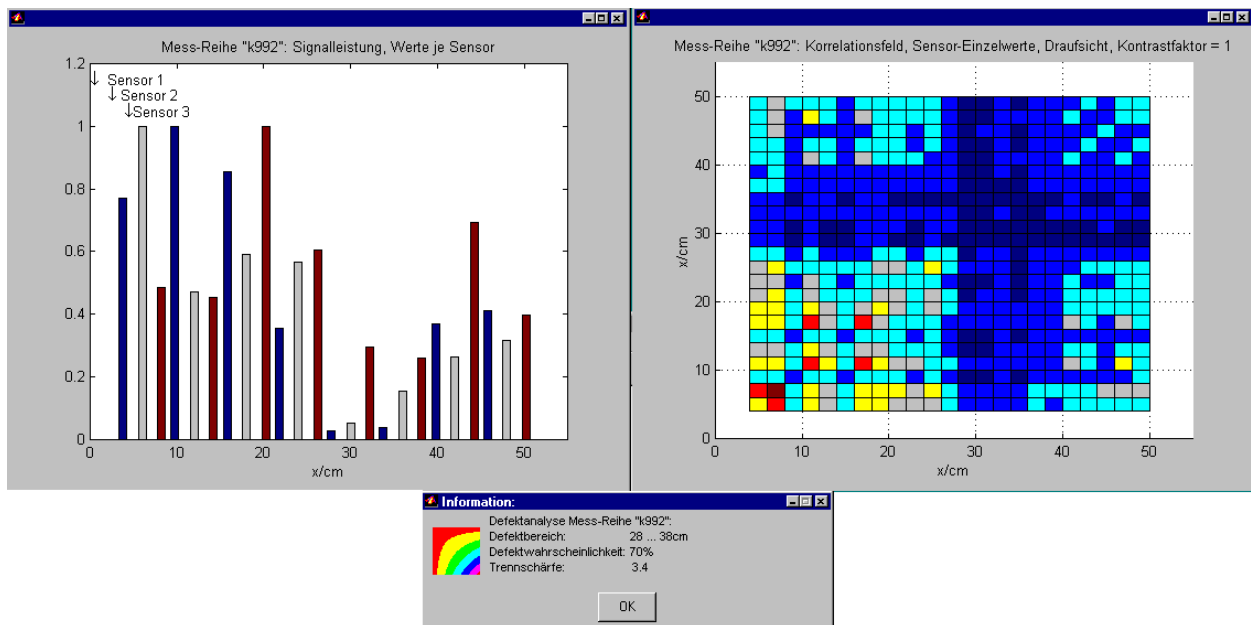 Mess-Reihe "k992": Signalleistung, Werte je Sensor
1.2
↓ Sensor 1
↓ Sensor 2
↓Sensor 3
1
0.8
0.6
0.4
0.2
0
0 10 20 30 40 50
x/cm
Mess-Reihe "k992": Korrelationsfeld, Sensor-Einzelwerte, Draufsicht, Kontrastfaktor = 1
50
40
30
20
10
0
x/cm
0 10 20 30 40 50
x/cm
Information:
Defektanalyse Mess-Reihe "k992":
Defektbereich: 28 ... 38cm
Defektwahrscheinlichkeit: 70%
Trennschärfe: 3.4
OK